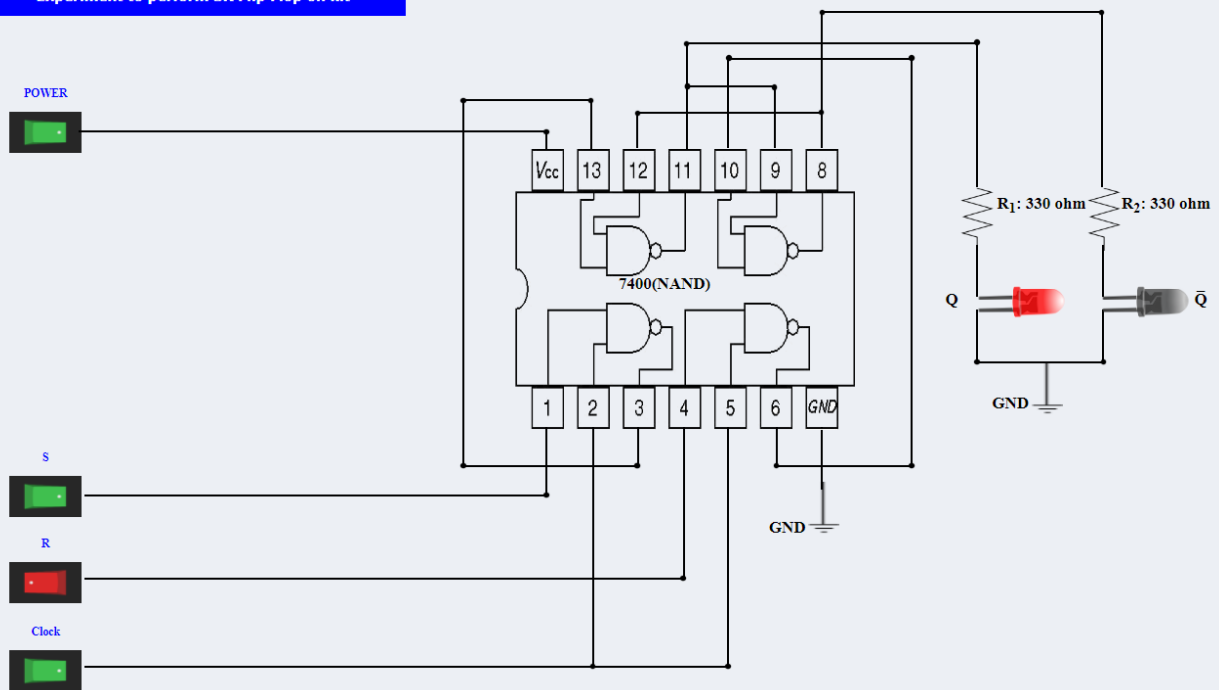 POWER
Vcc 13 12 11 10 9 8
R1: 330 ohm
R2: 330 ohm
7400(NAND)
Q
Q̅
1 2 3 4 5 6 GND
GND
S
GND
R
Clock